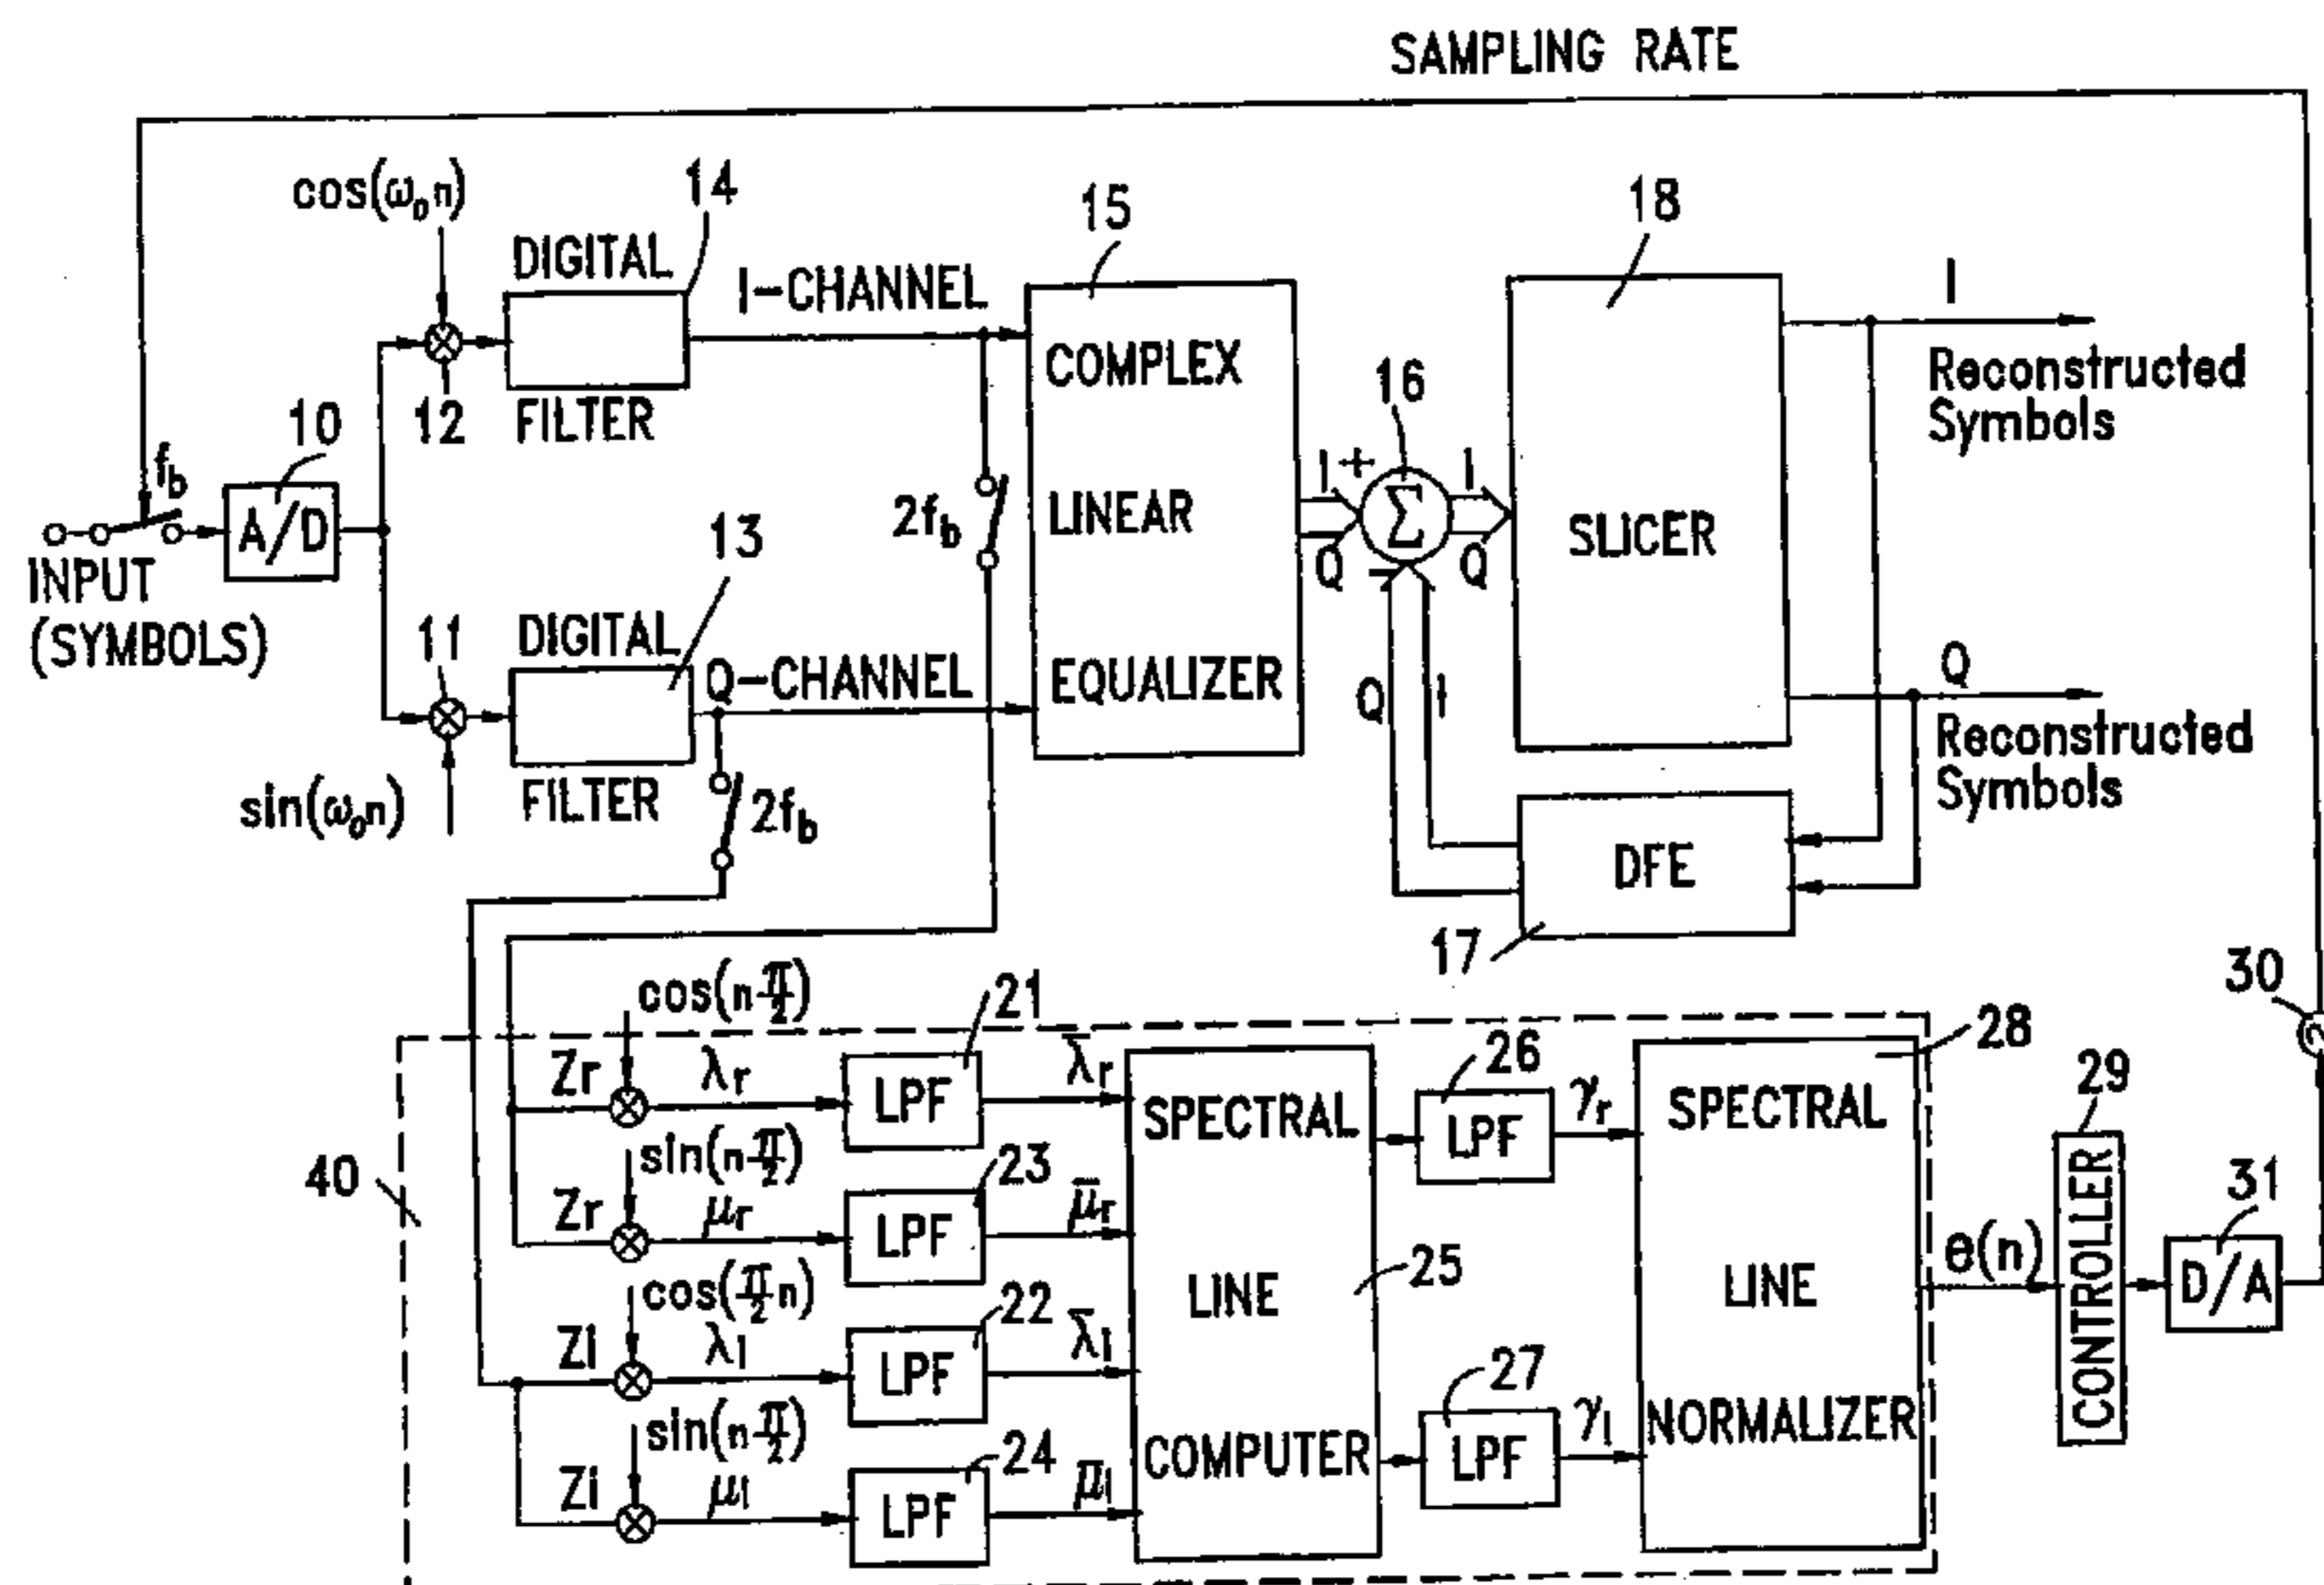 SAMPLING RATE
cos(ω₀n)
14
DIGITAL
FILTER
I-CHANNEL
15
18
I
Reconstructed
Symbols
12
10
f_b
A/D
INPUT
(SYMBOLS)
COMPLEX
LINEAR
EQUALIZER
16
I +
Σ
Q -
I
Q
SLICER
2f_b
13
11
DIGITAL
FILTER
Q-CHANNEL
sin(ω₀n)
2f_b
Q
I
Q
Reconstructed
Symbols
DFE
17
30
cos(n π/2)
21
Zr
λr
LPF
λ̄r
sin(n π/2)
23
Zr
μr
LPF
μ̄r
cos(π/2 n)
22
Zi
λi
LPF
λ̄i
sin(n π/2)
24
Zi
μi
LPF
μ̄i
40
SPECTRAL
LINE
COMPUTER
25
26
LPF
γr
27
LPF
γi
28
SPECTRAL
LINE
NORMALIZER
e(n)
29
CONTROLLER
31
D/A